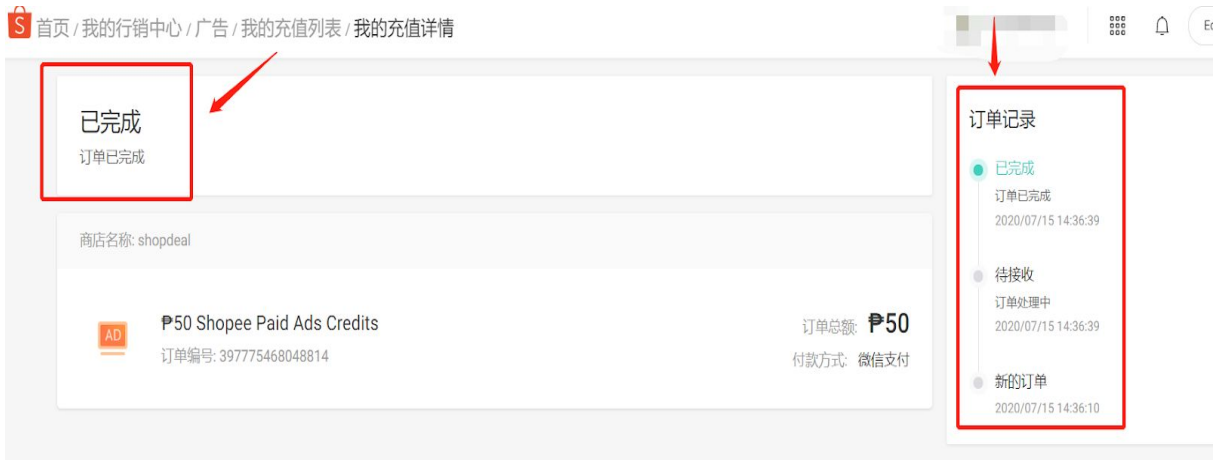 S 首页 / 我的行销中心 / 广告 / 我的充值列表 / 我的充值详情
已完成
订单已完成
商店名称: shopdeal
AD
₱50 Shopee Paid Ads Credits
订单编号: 397775468048814
订单总额: ₱50
付款方式: 微信支付
订单记录
已完成
订单已完成
2020/07/15 14:36:39
待接收
订单处理中
2020/07/15 14:36:39
新的订单
2020/07/15 14:36:10